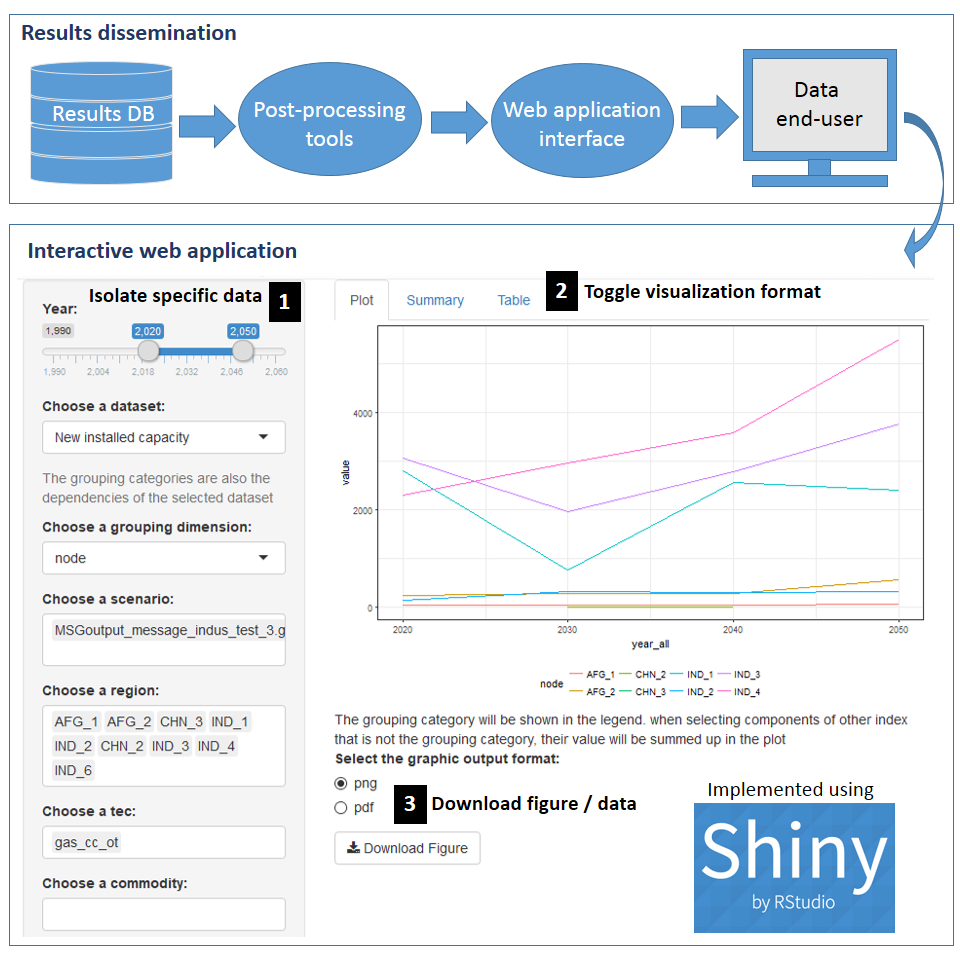 Results dissemination
Results DB
Post-processing
tools
Web application
interface
Data
end-user
Interactive web application
Isolate specific data 1
Year:
1,990 2,020 2,050
1,990 2,004 2,018 2,032 2,046 2,060
Choose a dataset:
New installed capacity
The grouping categories are also the
dependencies of the selected dataset
Choose a grouping dimension:
node
Choose a scenario:
MSGoutput_message_indus_test_3.g
Choose a region:
AFG_1 AFG_2 CHN_3 IND_1
IND_2 CHN_2 IND_3 IND_4
IND_6
Choose a tec:
gas_cc_ot
Choose a commodity:
Plot Summary Table
2 Toggle visualization format
value
4000
2000
0
2020 2030 2040 2050
year_all
node
AFG_1 CHN_2 IND_1 IND_3
AFG_2 CHN_3 IND_2 IND_4
The grouping category will be shown in the legend. when selecting components of other index
that is not the grouping category, their value will be summed up in the plot
Select the graphic output format:
png
pdf
3 Download figure / data
Download Figure
Implemented using
Shiny
by RStudio